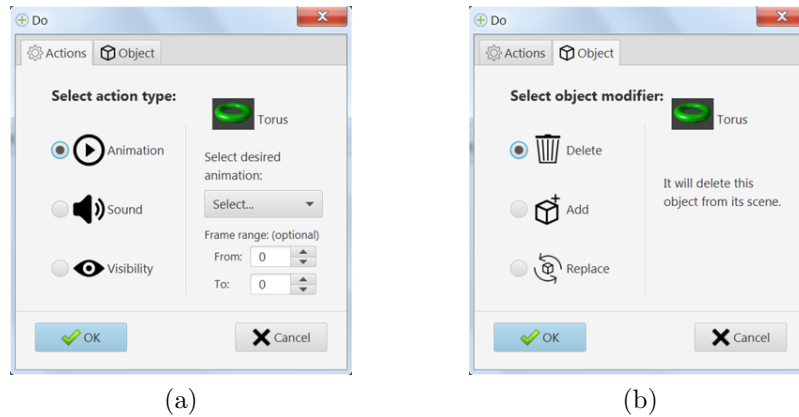 Do
Actions Object
Select action type:
Torus
Animation
Select desired
animation:
Sound
Select...
Frame range: (optional)
From: 0
Visibility
To: 0
OK Cancel
(a)
Do
Actions Object
Select object modifier:
Torus
Delete
It will delete this
object from its scene.
Add
Replace
OK Cancel
(b)